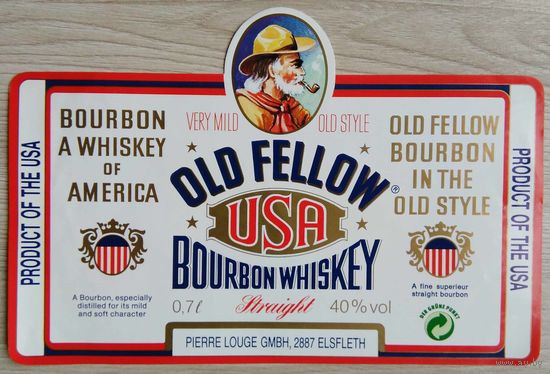 VERY MILD OLD STYLE
PRODUCT OF THE USA
BOURBON
A WHISKEY
OF
AMERICA
A Bourbon, especially
distilled for its mild
and soft character
OLD FELLOW®
USA
BOURBON WHISKEY
0,7 ℓ Straight 40% vol
PIERRE LOUGE GMBH, 2887 ELSFLETH
OLD FELLOW
BOURBON
IN THE
OLD STYLE
A fine superieur
straight bourbon
DER GRÜNE PUNKT
PRODUCT OF THE USA